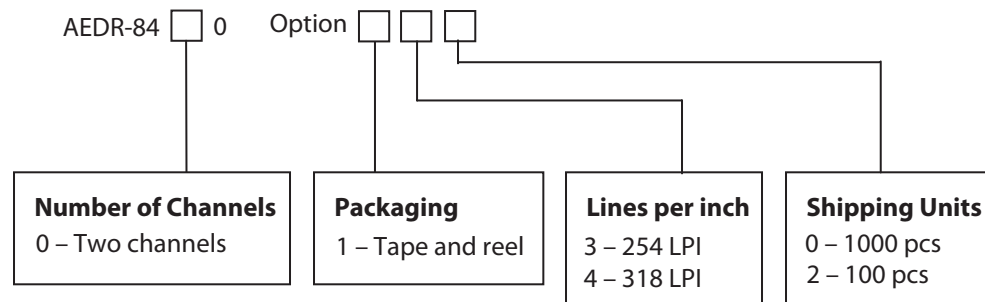 AEDR-84 0 Option
Number of Channels
0 – Two channels
Packaging
1 – Tape and reel
Lines per inch
3 – 254 LPI
4 – 318 LPI
Shipping Units
0 – 1000 pcs
2 – 100 pcs